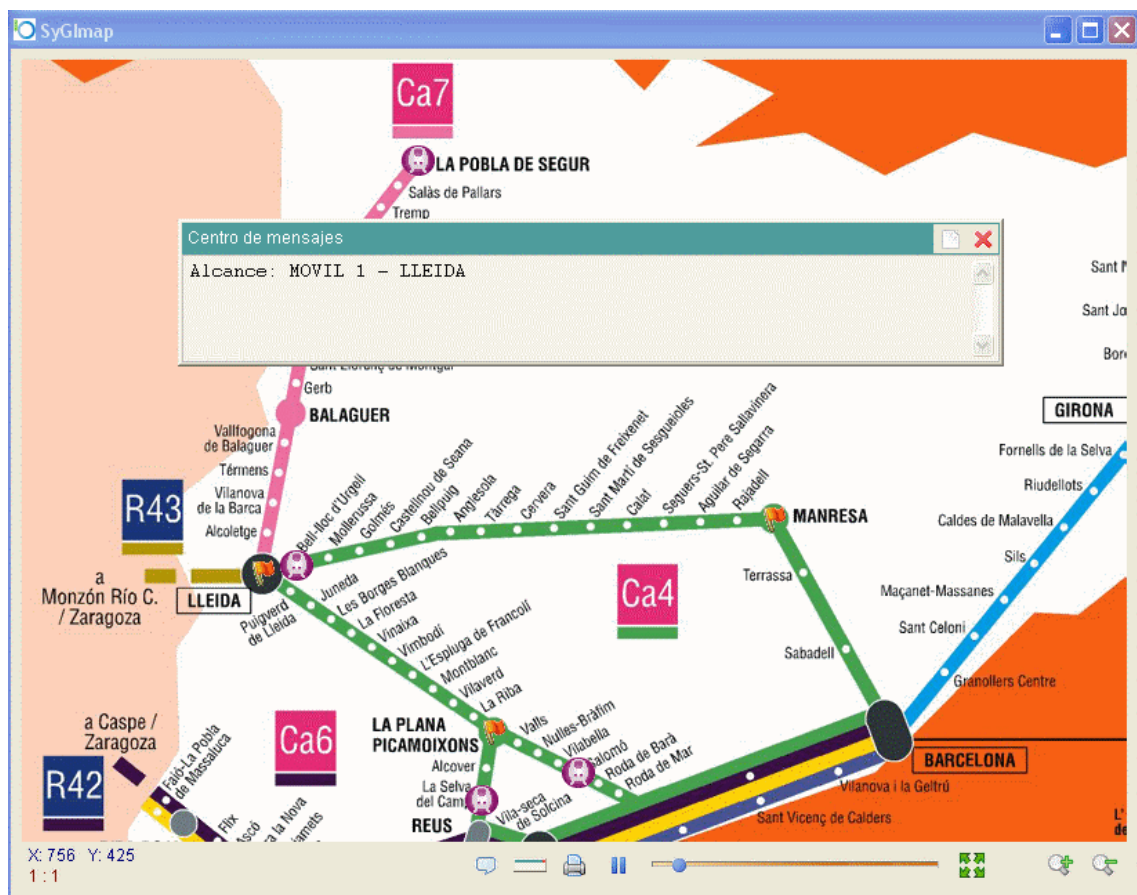 SyGImap
Ca7
LA POBLA DE SEGUR
Salàs de Pallars
Tremp
Centro de mensajes
Alcance: MOVIL 1 - LLEIDA
Sant
Gerb
BALAGUER
Vallfogona
de Balaguer
Térmens
Vilanova
de la Barca
Alcoletge
R43
a
Monzón Río C.
/ Zaragoza
LLEIDA
Bell-lloc d'Urgell
Mollerussa
Golmés
Castellnou de Seana
Bellpuig
Anglesola
Tàrrega
Cervera
Sant Guim de Freixenet
Sant Martí de Sesgueioles
Calaf
Seguers-St. Pere Sallavinera
Aguilar de Segarra
Rajadell
MANRESA
Terrassa
Sabadell
Ca4
GIRONA
Fornells de la Selva
Riudellots
Caldes de Malavella
Sils
Maçanet-Massanes
Sant Celoni
Granollers Centre
BARCELONA
Puigverd
de Lleida
Juneda
Les Borges Blanques
La Floresta
Vinaixa
Vimbodí
L'Espluga de Francolí
Montblanc
Vilaverd
La Riba
LA PLANA
PICAMOIXONS
Valls
Nulles-Bràfim
Vilabella
Salomó
Roda de Barà
Roda de Mar
Alcover
La Selva
del Camp
REUS
Vila-seca
de Solcina
Ca6
a Caspe /
Zaragoza
R42
Faió-La Pobla
de Massaluca
Flix
Ascó
la Nova
Vilanova i la Geltrú
Sant Vicenç de Calders
X: 756 Y: 425
1 : 1